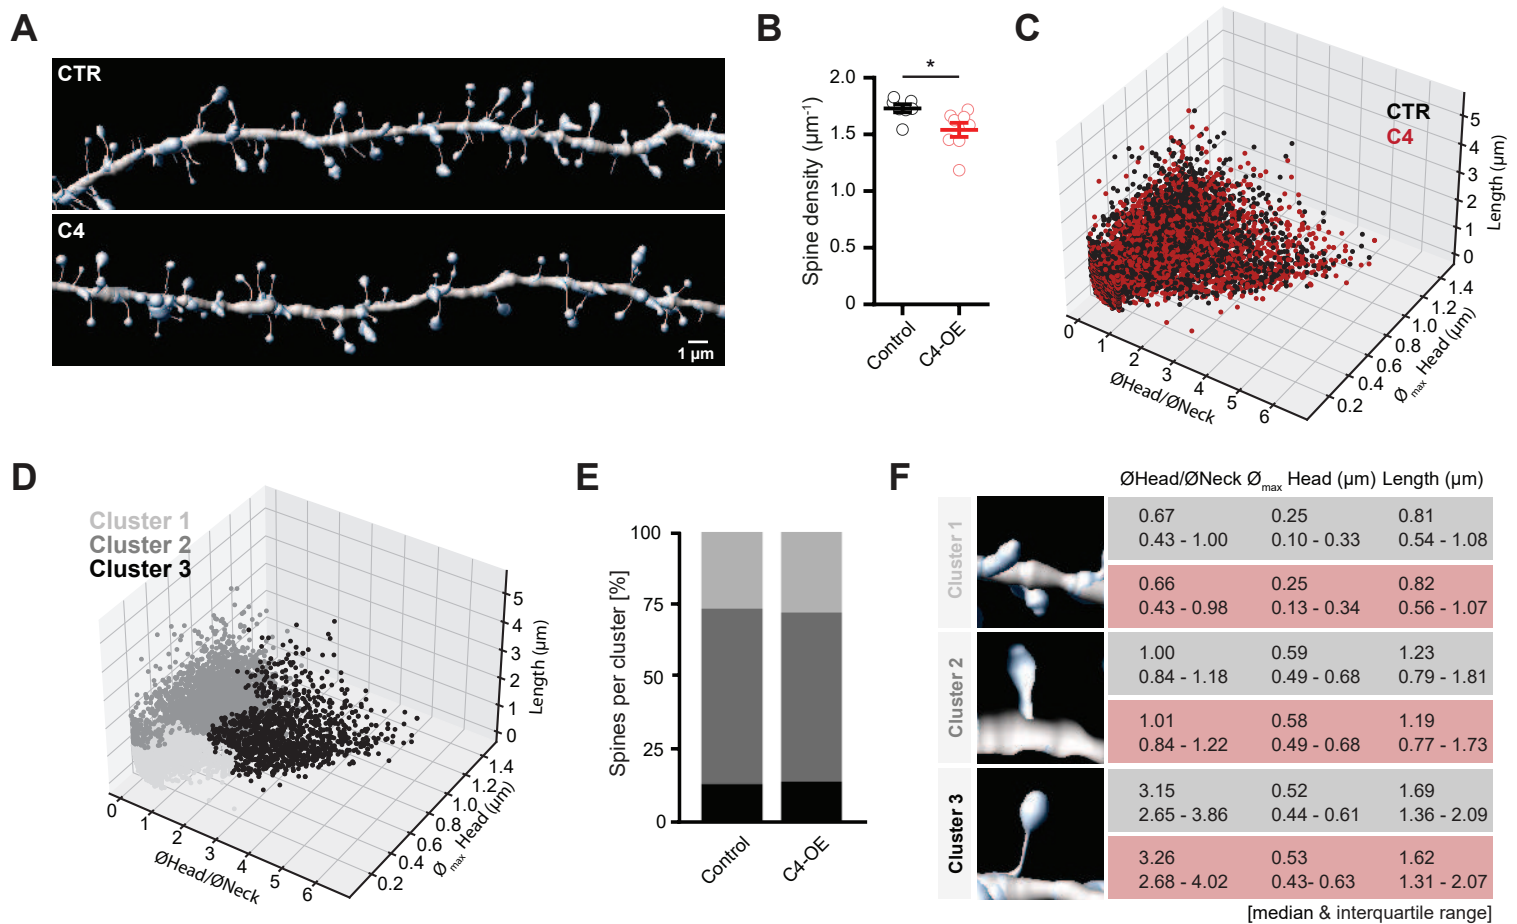 A
CTR
C4
1 µm
B
*
2.0
1.5
1.0
0.5
0
Spine density (µm⁻¹)
Control
C4-OE
C
CTR
C4
5
4
3
2
1
0
Length (µm)
1.4
1.2
1.0
0.8
0.6
0.4
0.2
Ømax Head (µm)
0
1
2
3
4
5
6
ØHead/ØNeck
D
Cluster 1
Cluster 2
Cluster 3
5
4
3
2
1
0
Length (µm)
1.4
1.2
1.0
0.8
0.6
0.4
0.2
Ømax Head (µm)
0
1
2
3
4
5
6
ØHead/ØNeck
E
100
75
50
25
0
Spines per cluster [%]
Control
C4-OE
F
ØHead/ØNeck Ømax Head (µm) Length (µm)
Cluster 1
0.67 0.25 0.81
0.43 - 1.00 0.10 - 0.33 0.54 - 1.08
0.66 0.25 0.82
0.43 - 0.98 0.13 - 0.34 0.56 - 1.07
Cluster 2
1.00 0.59 1.23
0.84 - 1.18 0.49 - 0.68 0.79 - 1.81
1.01 0.58 1.19
0.84 - 1.22 0.49 - 0.68 0.77 - 1.73
Cluster 3
3.15 0.52 1.69
2.65 - 3.86 0.44 - 0.61 1.36 - 2.09
3.26 0.53 1.62
2.68 - 4.02 0.43- 0.63 1.31 - 2.07
[median & interquartile range]